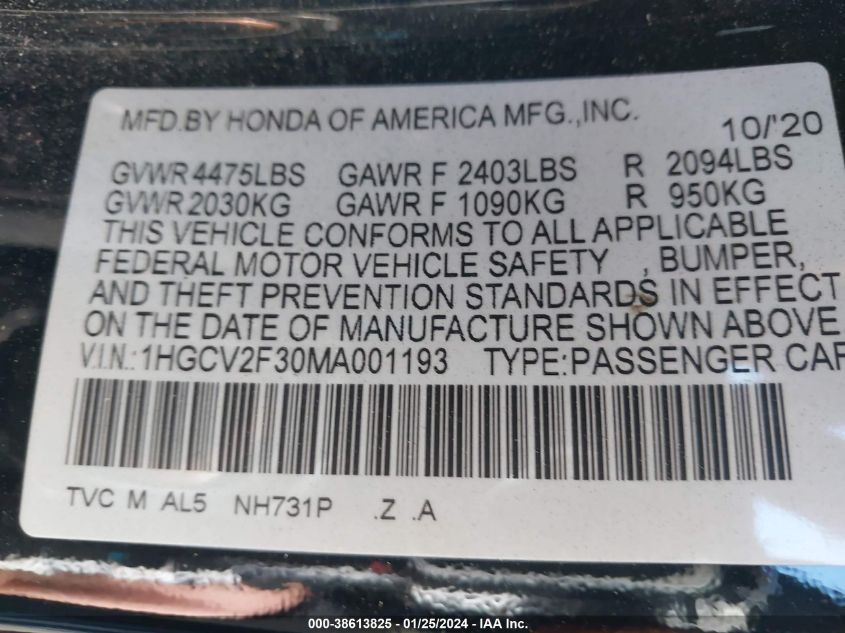 MFD.BY HONDA OF AMERICA MFG.,INC. 10/'20
GVWR 4475LBS GAWR F 2403LBS R 2094LBS
GVWR 2030KG GAWR F 1090KG R 950KG
THIS VEHICLE CONFORMS TO ALL APPLICABLE
FEDERAL MOTOR VEHICLE SAFETY , BUMPER,
AND THEFT PREVENTION STANDARDS IN EFFECT
ON THE DATE OF MANUFACTURE SHOWN ABOVE
V.I.N.: 1HGCV2F30MA001193 TYPE:PASSENGER CAR
TVC M AL5 NH731P .Z .A
000-38613825 - 01/25/2024 - IAA Inc.